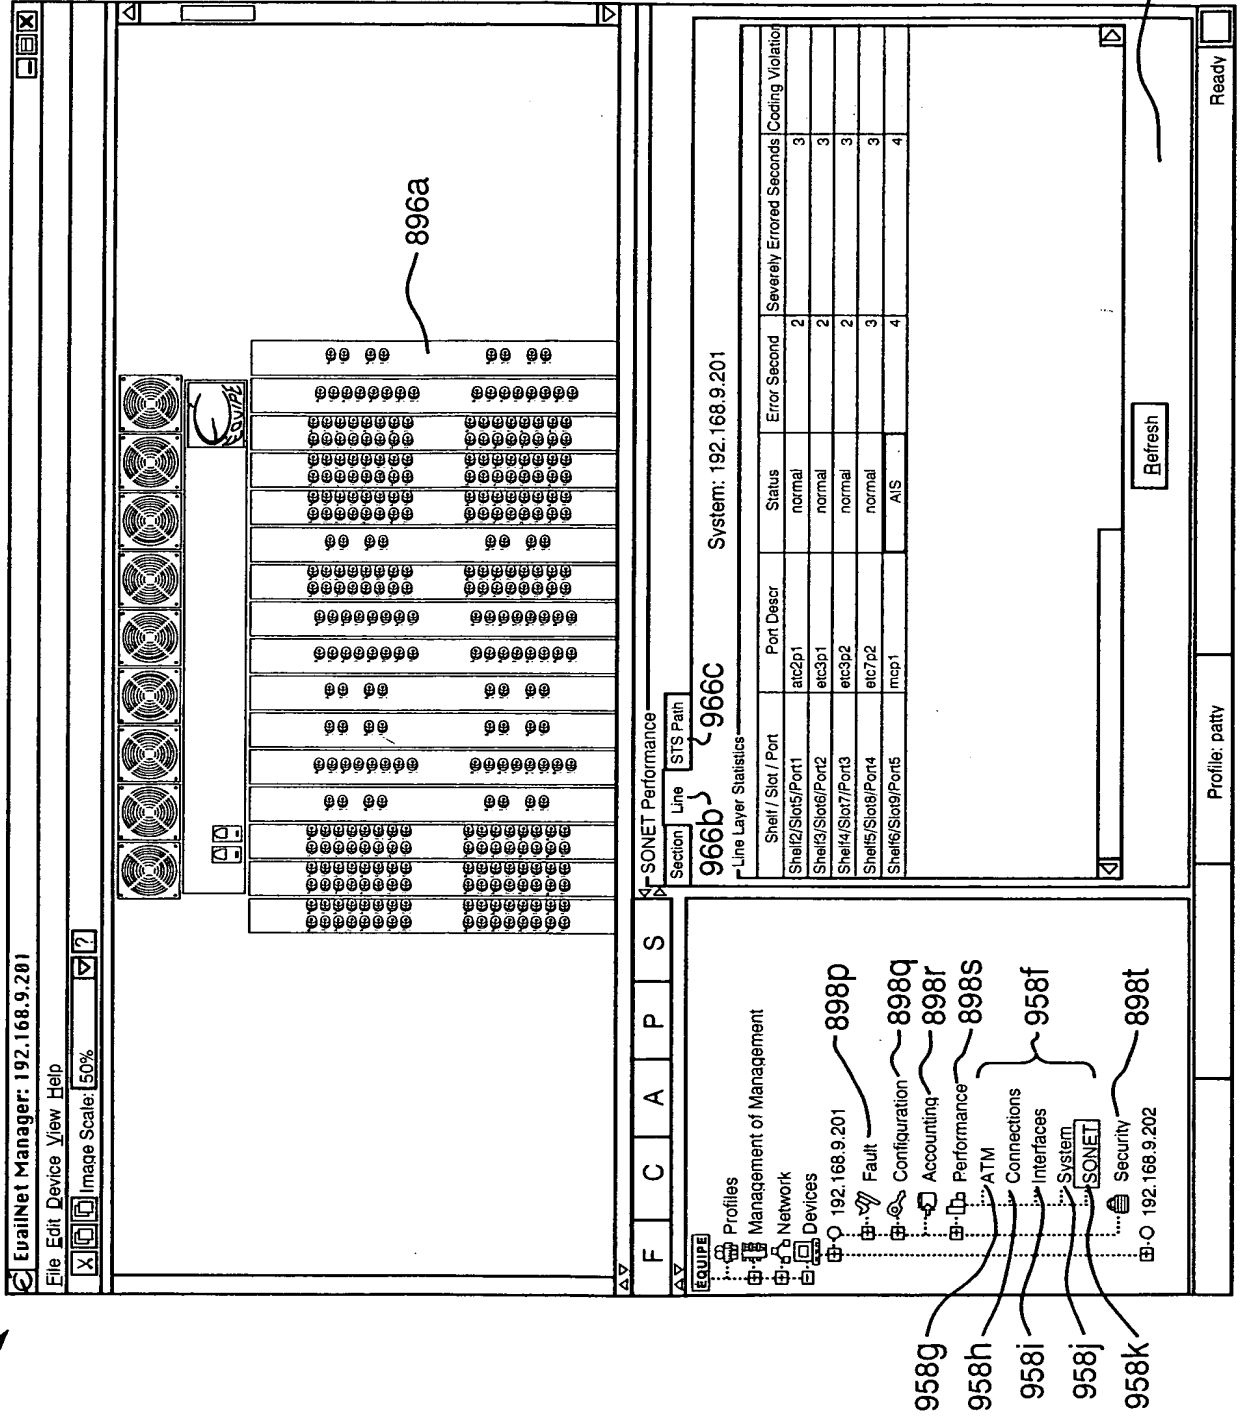 EvailNet Manager: 192.168.9.201
File Edit Device View Help
X ? Image Scale: 50%
896a
F C A P S
EQUIPE
Profiles
Management of Management
Network
Devices
192.168.9.201
Fault
Configuration
Accounting
Performance
ATM
Connections
Interfaces
System
SONET
Security
192.168.9.202
898p
898q
898r
898s
958f
898t
958g
958h
958i
958j
958k
SONET Performance
Section Line STS Path
966b 966c
System: 192.168.9.201
Line Layer Statistics
Shelf / Slot / Port Port Descr Status Error Second Severely Errored Seconds Coding Violation
Shelf2/Slot5/Port1 atc2p1 normal 2 3
Shelf3/Slot6/Port2 etc3p1 normal 2 3
Shelf4/Slot7/Port3 etc3p2 normal 2 3
Shelf5/Slot8/Port4 etc7p2 normal 3 3
Shelf6/Slot9/Port5 mcp1 AIS 4 4
Refresh
Profile: patty
Ready